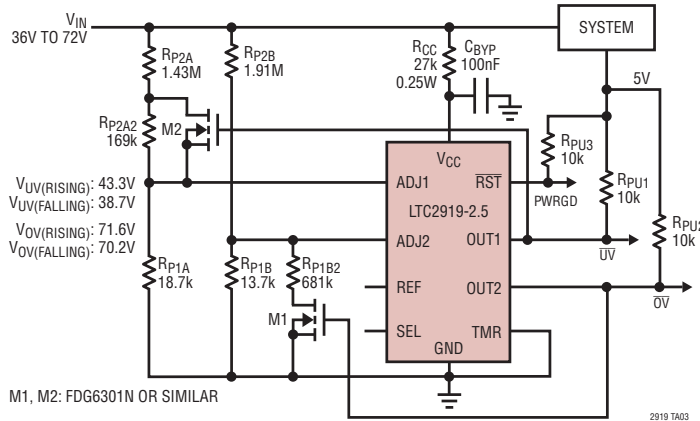 VIN
36V TO 72V
RP2A
1.43M
RP2B
1.91M
RCC
27k
0.25W
CBYP
100nF
SYSTEM
5V
RP2A2
169k
M2
RPU3
10k
RPU1
10k
RPU2
10k
VUV(RISING): 43.3V
VUV(FALLING): 38.7V
VOV(RISING): 71.6V
VOV(FALLING): 70.2V
VCC
ADJ1
RST
PWRGD
LTC2919-2.5
ADJ2
OUT1
UV
RP1A
18.7k
RP1B
13.7k
RP1B2
681k
REF
OUT2
OV
M1
SEL
TMR
GND
M1, M2: FDG6301N OR SIMILAR
2919 TA03